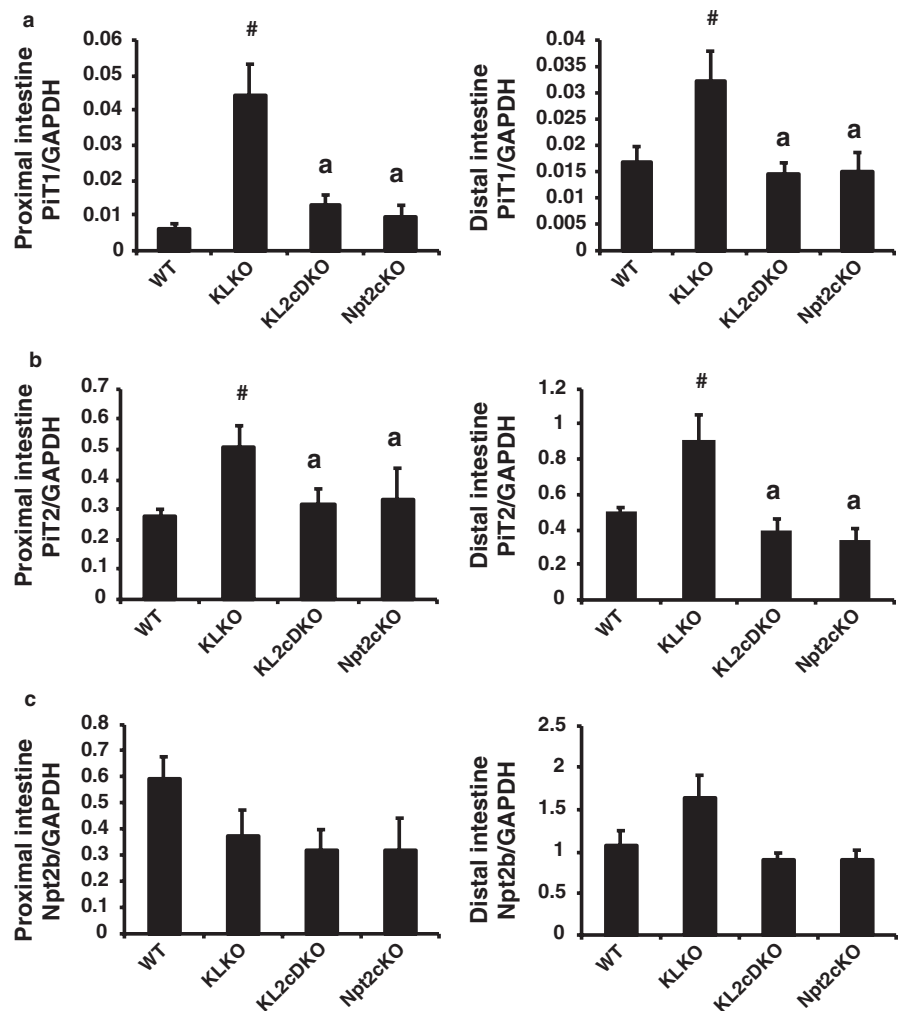 a
Proximal intestine
PiT1/GAPDH
0.06
0.05
0.04
0.03
0.02
0.01
0
#
a
a
WT
KLKO
KL2cDKO
Npt2cKO
Distal intestine
PiT1/GAPDH
0.04
0.035
0.03
0.025
0.02
0.015
0.01
0.005
0
#
a
a
WT
KLKO
KL2cDKO
Npt2cKO
b
Proximal intestine
PiT2/GAPDH
0.7
0.6
0.5
0.4
0.3
0.2
0.1
0
#
a
a
WT
KLKO
KL2cDKO
Npt2cKO
Distal intestine
PiT2/GAPDH
1.2
1
0.8
0.6
0.4
0.2
0
#
a
a
WT
KLKO
KL2cDKO
Npt2cKO
c
Proximal intestine
Npt2b/GAPDH
0.8
0.7
0.6
0.5
0.4
0.3
0.2
0.1
0
WT
KLKO
KL2cDKO
Npt2cKO
Distal intestine
Npt2b/GAPDH
2.5
2
1.5
1
0.5
0
WT
KLKO
KL2cDKO
Npt2cKO